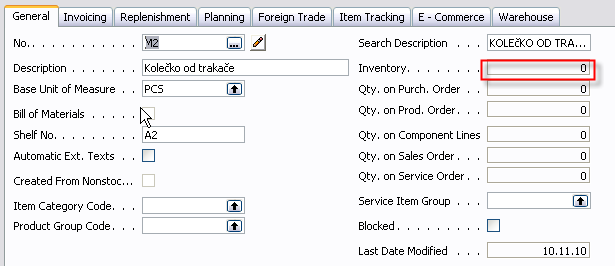 General Invoicing Replenishment Planning Foreign Trade Item Tracking E - Commerce Warehouse
No. . . . . . . . . . . . . M2 ... Search Description . . . KOLEčKO OD TRA...
Description . . . . . . . . Kolečko od trakače Inventory. . . . . . . . . . 0
Base Unit of Measure . . PCS Qty. on Purch. Order . . 0
Bill of Materials . . . . . Qty. on Prod. Order . . . 0
Shelf No. . . . . . . . . . A2 Qty. on Component Lines 0
Automatic Ext. Texts . . . Qty. on Sales Order . . . 0
Created From Nonstoc... Qty. on Service Order . . 0
Item Category Code. . . . Service Item Group . . .
Product Group Code. . . . Blocked . . . . . . . . . .
Last Date Modified . . . . 10.11.10